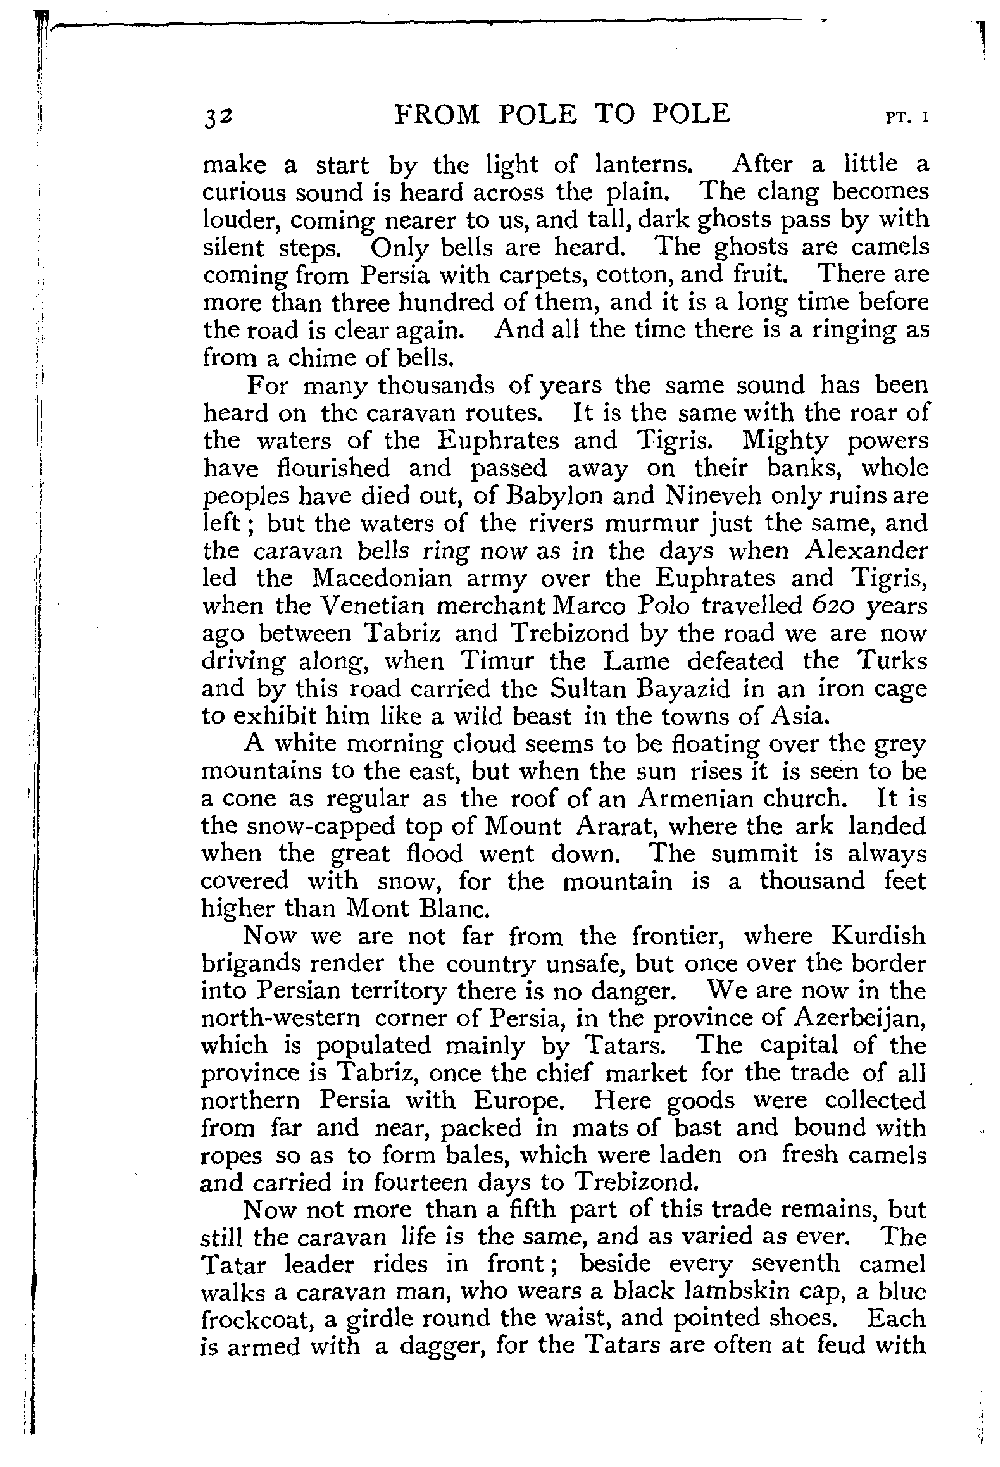 32 FROM POLE TO POLE PT. I
make a start by the light of lanterns. After a little a
curious sound is heard across the plain. The clang becomes
louder, coming nearer to us, and tall, dark ghosts pass by with
silent steps. Only bells are heard. The ghosts are camels
coming from Persia with carpets, cotton, and fruit. There are
more than three hundred of them, and it is a long time before
the road is clear again. And all the time there is a ringing as
from a chime of bells.
For many thousands of years the same sound has been
heard on the caravan routes. It is the same with the roar of
the waters of the Euphrates and Tigris. Mighty powers
have flourished and passed away on their banks, whole
peoples have died out, of Babylon and Nineveh only ruins are
left; but the waters of the rivers murmur just the same, and
the caravan bells ring now as in the days when Alexander
led the Macedonian army over the Euphrates and Tigris,
when the Venetian merchant Marco Polo travelled 620 years
ago between Tabriz and Trebizond by the road we are now
driving along, when Timur the Lame defeated the Turks
and by this road carried the Sultan Bayazid in an iron cage
to exhibit him like a wild beast in the towns of Asia.
A white morning cloud seems to be floating over the grey
mountains to the east, but when the sun rises it is seen to be
a cone as regular as the roof of an Armenian church. It is
the snow-capped top of Mount Ararat, where the ark landed
when the great flood went down. The summit is always
covered with snow, for the mountain is a thousand feet
higher than Mont Blanc.
Now we are not far from the frontier, where Kurdish
brigands render the country unsafe, but once over the border
into Persian territory there is no danger. We are now in the
north-western corner of Persia, in the province of Azerbeijan,
which is populated mainly by Tatars. The capital of the
province is Tabriz, once the chief market for the trade of all
northern Persia with Europe. Here goods were collected
from far and near, packed in mats of bast and bound with
ropes so as to form bales, which were laden on fresh camels
and carried in fourteen days to Trebizond.
Now not more than a fifth part of this trade remains, but
still the caravan life is the same, and as varied as ever. The
Tatar leader rides in front; beside every seventh camel
walks a caravan man, who wears a black lambskin cap, a blue
frockcoat, a girdle round the waist, and pointed shoes. Each
is armed with a dagger, for the Tatars are often at feud with